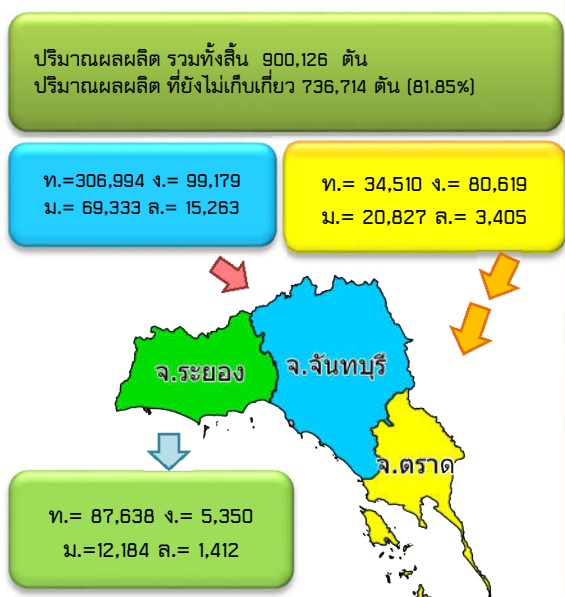 ปริมาณผลผลิต รวมทั้งสิ้น 900,126 ตัน
ปริมาณผลผลิต ที่ยังไม่เก็บเกี่ยว 736,714 ตัน (81.85%)
ท.=306,994 ง.= 99,179
ม.= 69,333 ล.= 15,263
ท.= 34,510 ง.= 80,619
ม.= 20,827 ล.= 3,405
จ.ระยอง
จ.จันทบุรี
จ.ตราด
ท.= 87,638 ง.= 5,350
ม.=12,184 ล.= 1,412